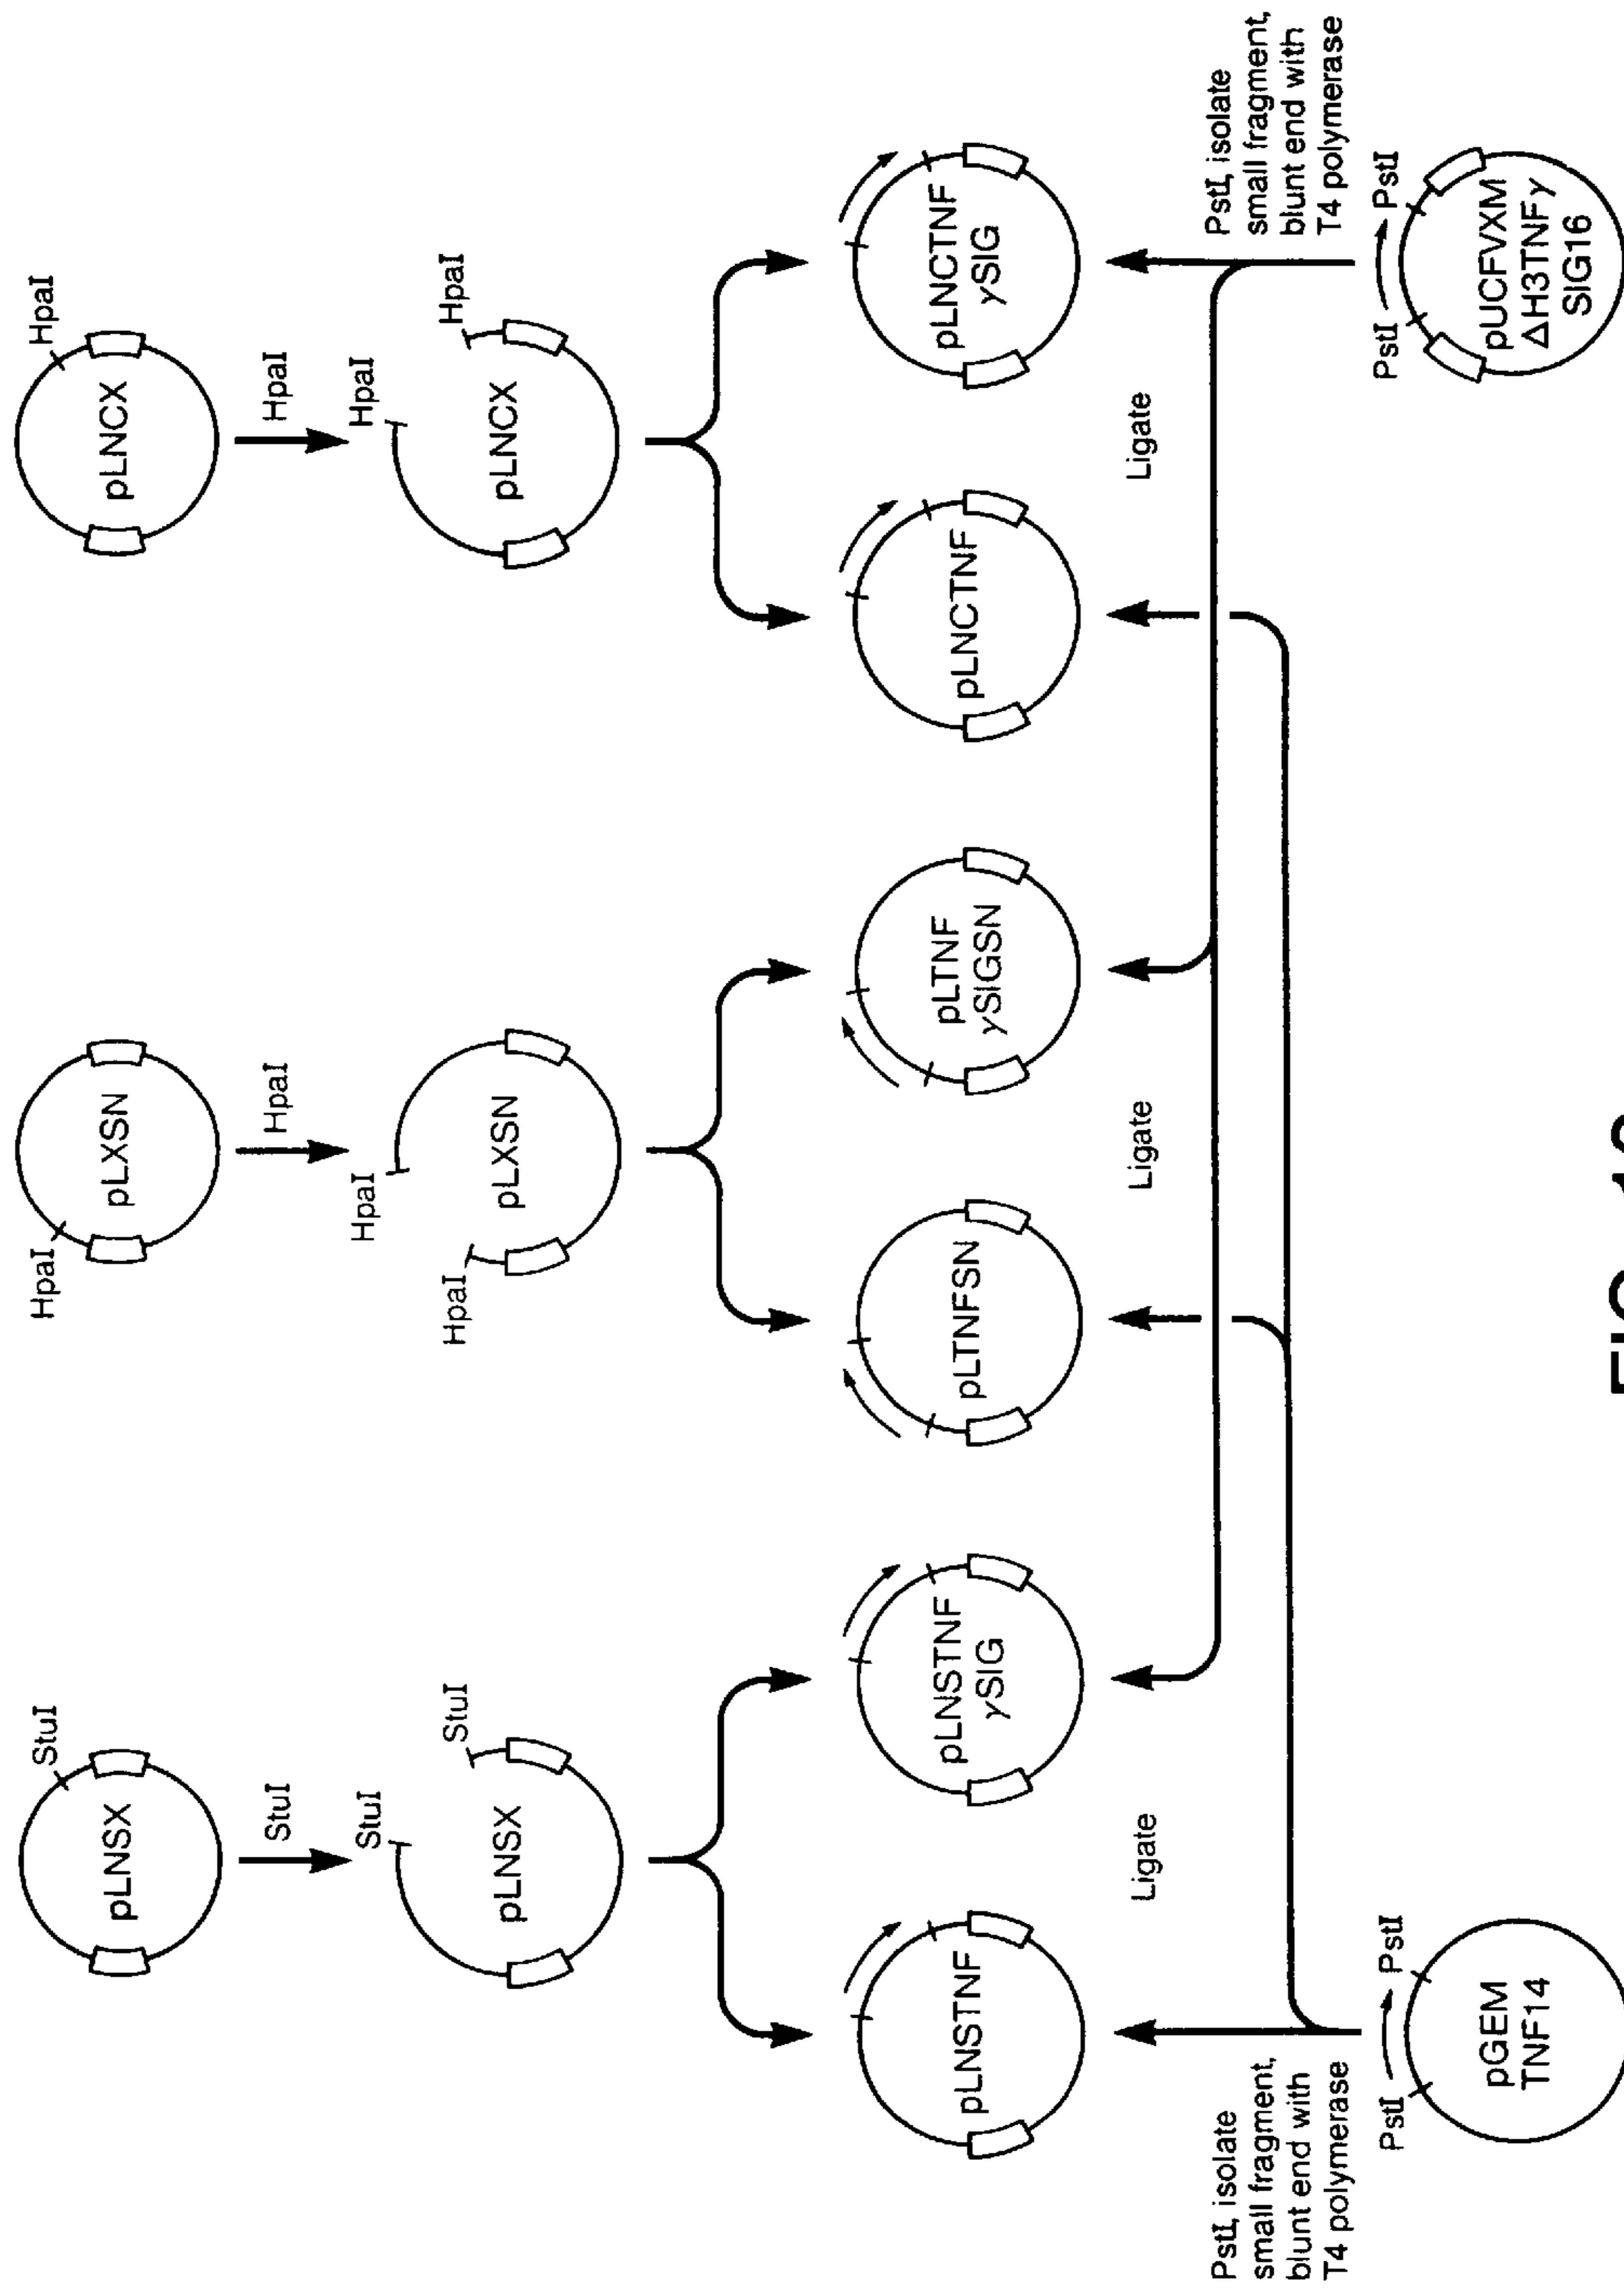 pLNSX
StuI
StuI
StuI
StuI
pLNSX
pLXSN
HpaI
HpaI
HpaI
HpaI
pLXSN
pLNCX
HpaI
HpaI
HpaI
HpaI
pLNCX
pLNSTNF
pLNSTNF
γSIG
pLTNFSN
pLTNF
γSIGSN
pLNCTNF
pLNCTNF
γSIG
Ligate
Ligate
Ligate
PstI, isolate
small fragment,
blunt end with
T4 polymerase
PstI
PstI
pGEM
TNF14
PstI, isolate
small fragment,
blunt end with
T4 polymerase
PstI
PstI
pUCFVXM
ΔH3TNFγ
SIG16